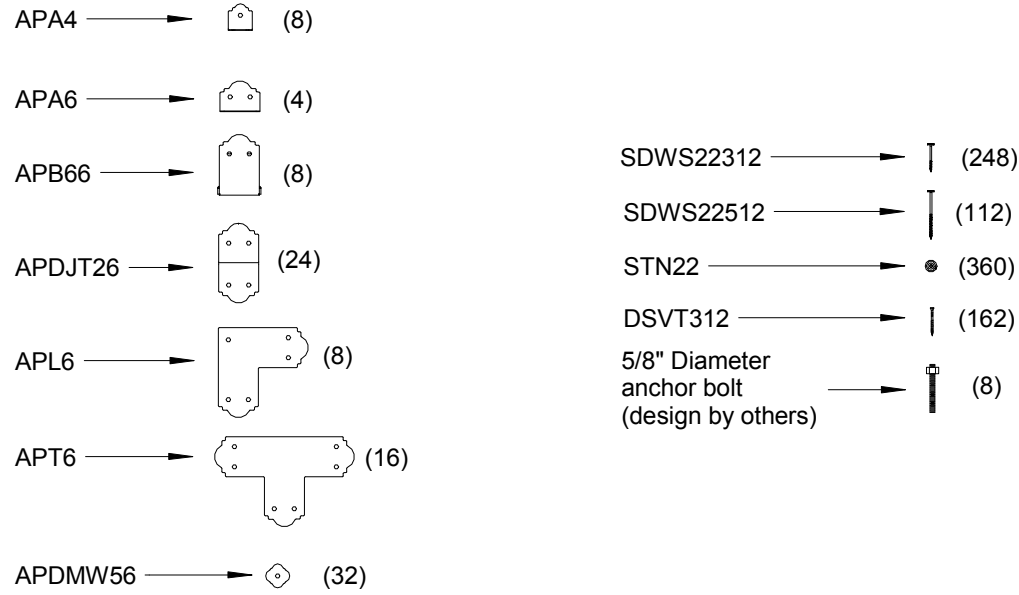 APA4 (8)
APA6 (4)
APB66 (8)
APDJT26 (24)
APL6 (8)
APT6 (16)
APDMW56 (32)
SDWS22312 (248)
SDWS22512 (112)
STN22 (360)
DSVT312 (162)
5/8" Diameter
anchor bolt (8)
(design by others)